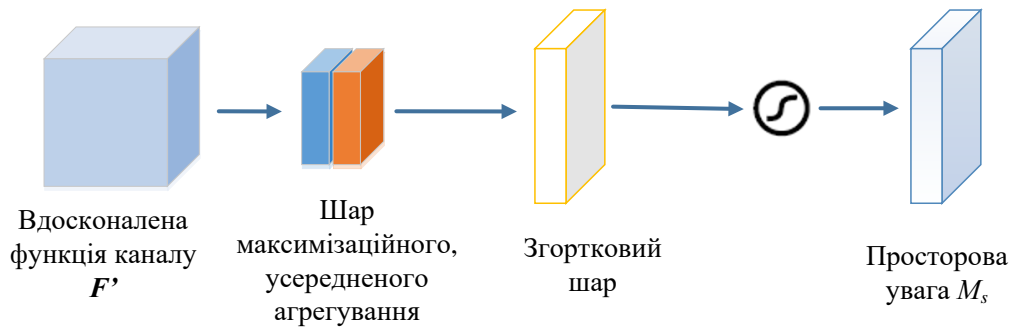 Вдосконалена
функція каналу
F’
Шар
максимізаційного,
усередненого
агрегування
Згортковий
шар
Просторова
увага Ms